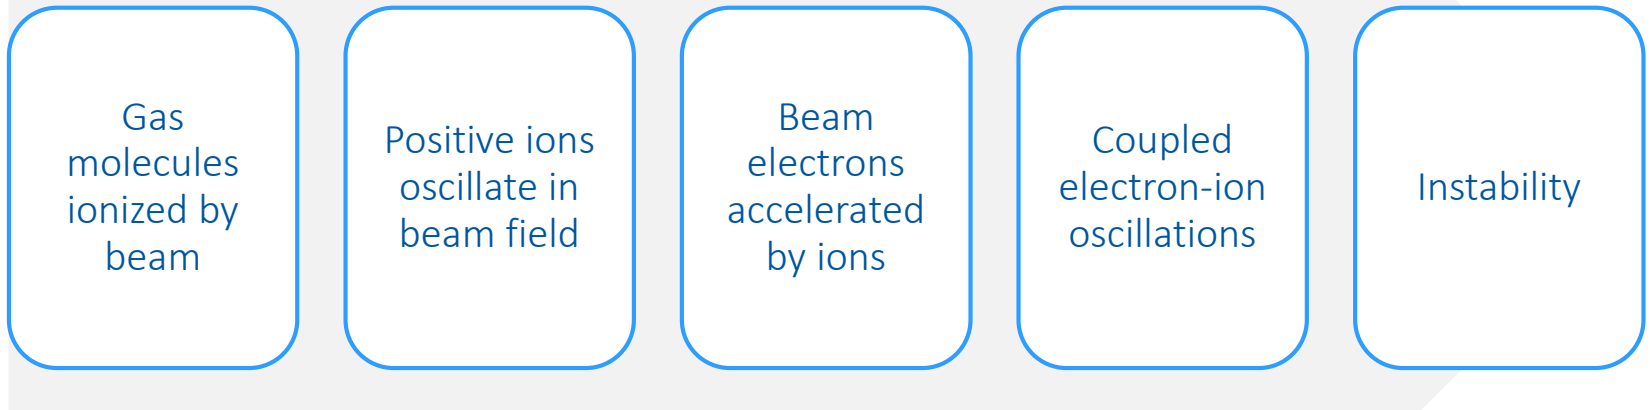 Gas
molecules
ionized by
beam
Positive ions
oscillate in
beam field
Beam
electrons
accelerated
by ions
Coupled
electron-ion
oscillations
Instability